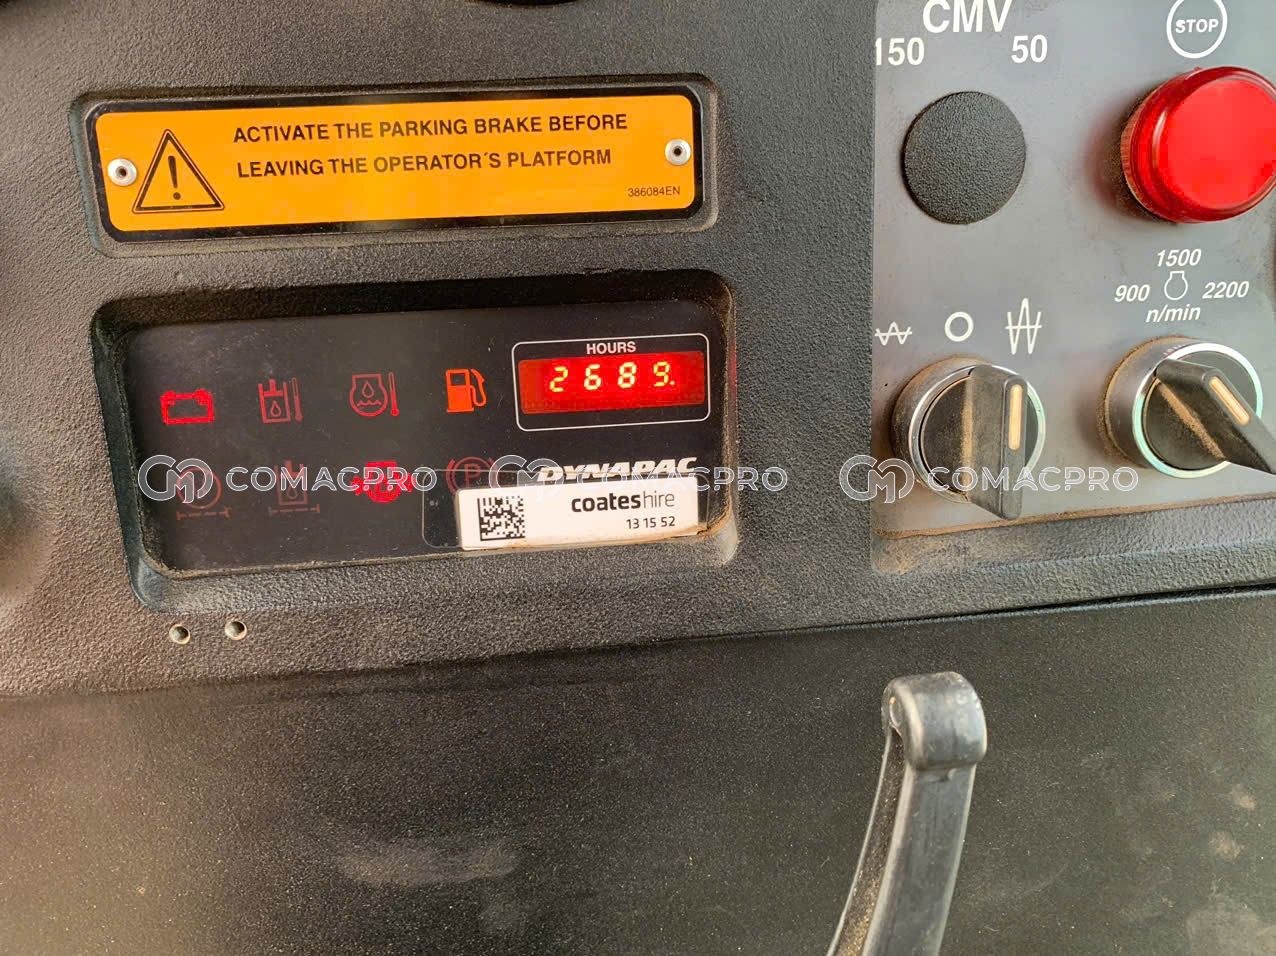 CMV
150
50
STOP
ACTIVATE THE PARKING BRAKE BEFORE
LEAVING THE OPERATOR´S PLATFORM
386084EN
1500
900
2200
n/min
HOURS
2689.
P
DYNAPAC
COMACPRO COMACPRO COMACPRO
coateshire
13 15 52